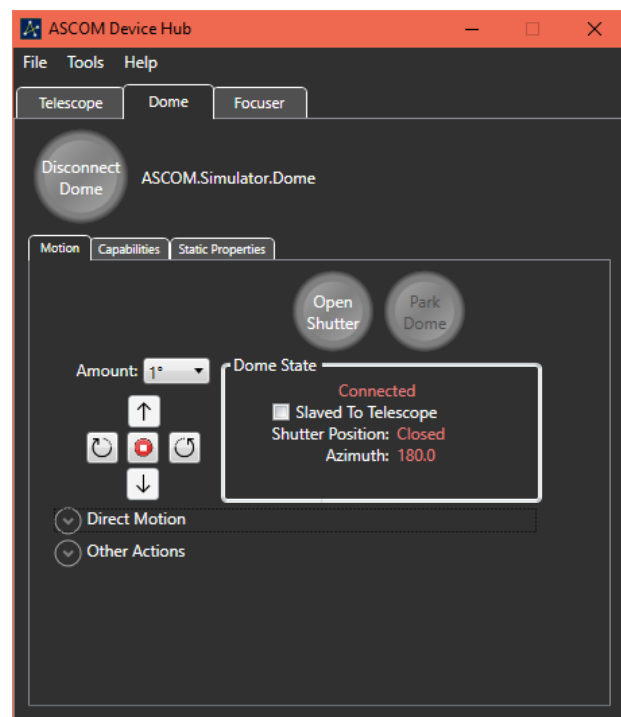 ASCOM Device Hub
File Tools Help
Telescope Dome Focuser
Disconnect
Dome
ASCOM.Simulator.Dome
Motion Capabilities Static Properties
Open
Shutter
Park
Dome
Amount: 1°
Dome State
Connected
Slaved To Telescope
Shutter Position: Closed
Azimuth: 180.0
Direct Motion
Other Actions